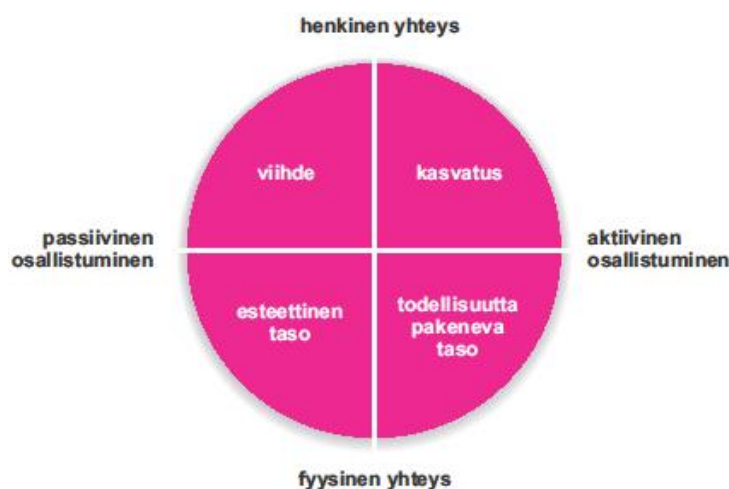 henkinen yhteys
viihde
kasvatus
passiivinen
osallistuminen
aktiivinen
osallistuminen
esteettinen
taso
todellisuutta
pakeneva
taso
fyysinen yhteys